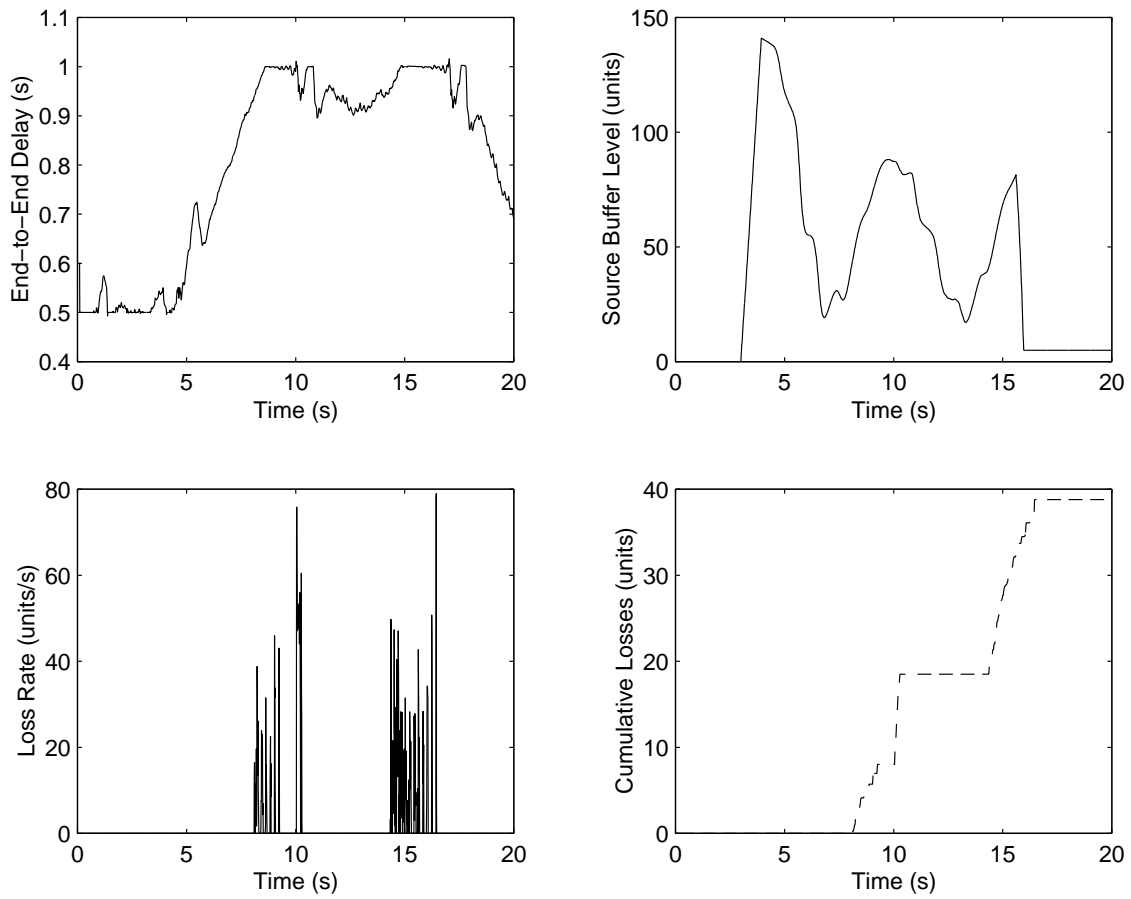 1.1
1
0.9
0.8
0.7
0.6
0.5
0.4
End−to−End Delay (s)
0 5 10 15 20
Time (s)
150
100
50
0
Source Buffer Level (units)
0 5 10 15 20
Time (s)
80
60
40
20
0
Loss Rate (units/s)
0 5 10 15 20
Time (s)
40
30
20
10
0
Cumulative Losses (units)
0 5 10 15 20
Time (s)